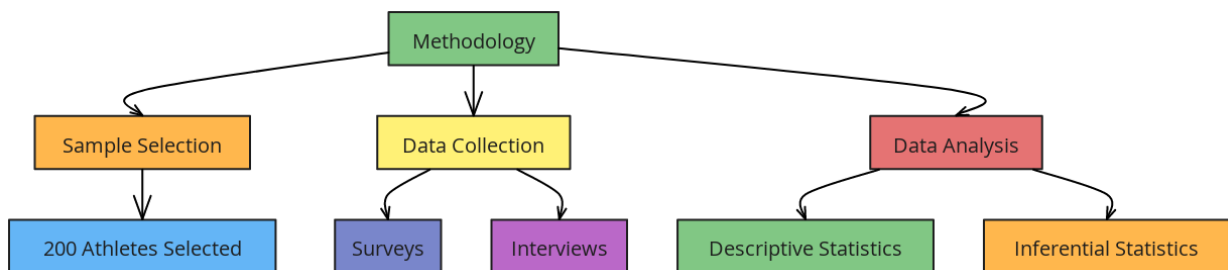 Methodology
Sample Selection
Data Collection
Data Analysis
200 Athletes Selected
Surveys
Interviews
Descriptive Statistics
Inferential Statistics